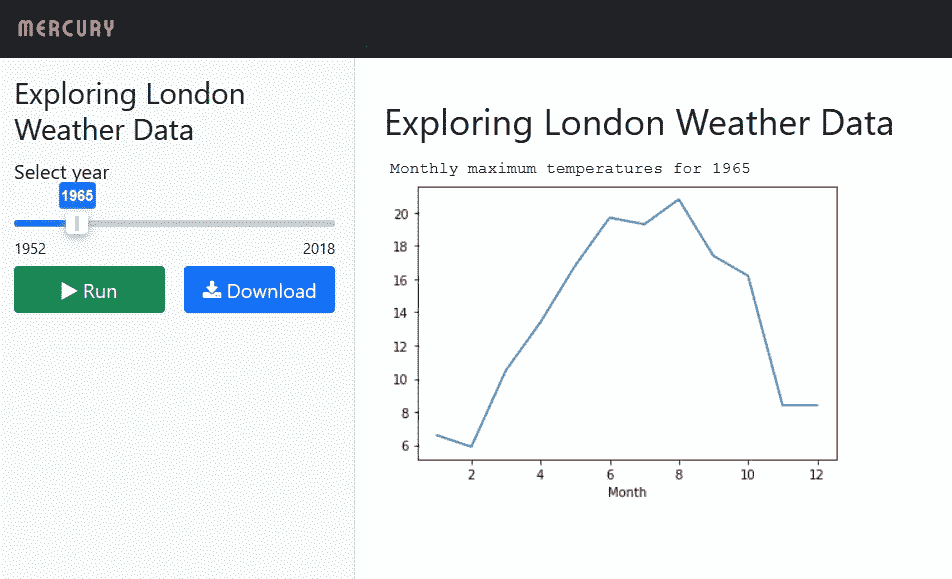 MERCURY
Exploring London
Weather Data
Select year
1965
1952
2018
Run
Download
Exploring London Weather Data
Monthly maximum temperatures for 1965
20
18
16
14
12
10
8
6
2
4
6
8
10
12
Month